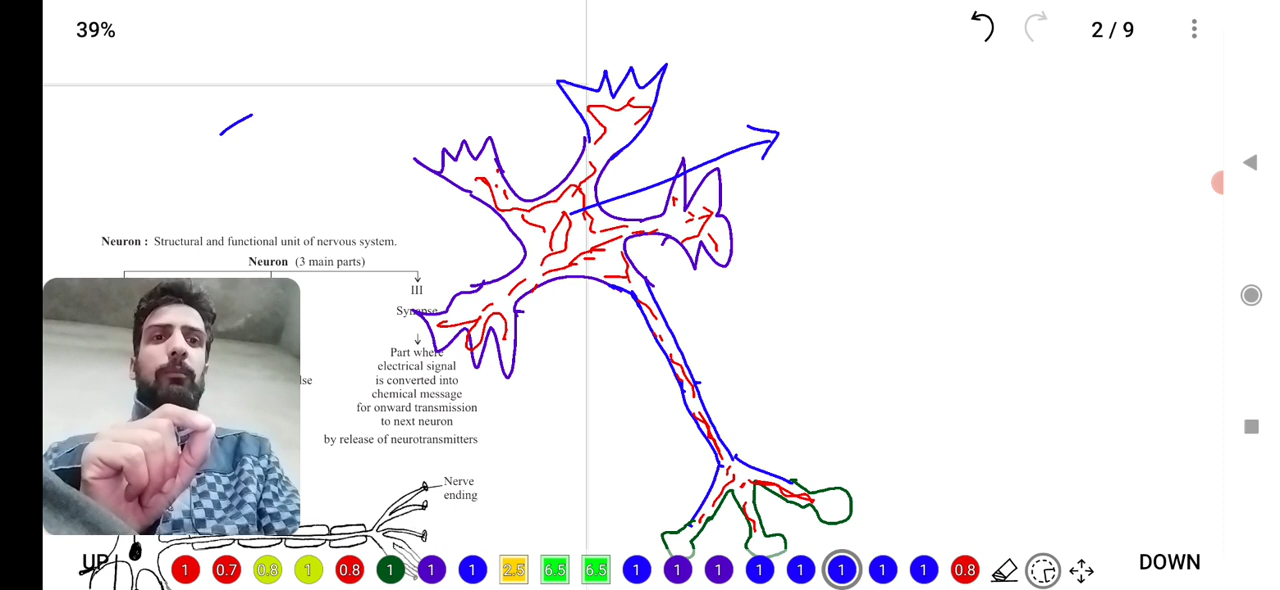 39%
2 / 9
Neuron : Structural and functional unit of nervous system.
Neuron (3 main parts)
III
Synapse
Part where
electrical signal
lse
is converted into
chemical message
for onward transmission
to next neuron
by release of neurotransmitters
Nerve
ending
UP
1 0.7 0.8 1 0.8 1 1 1 2.5 6.5 6.5 1 1 1 1 1 1 1 1 0.8
DOWN